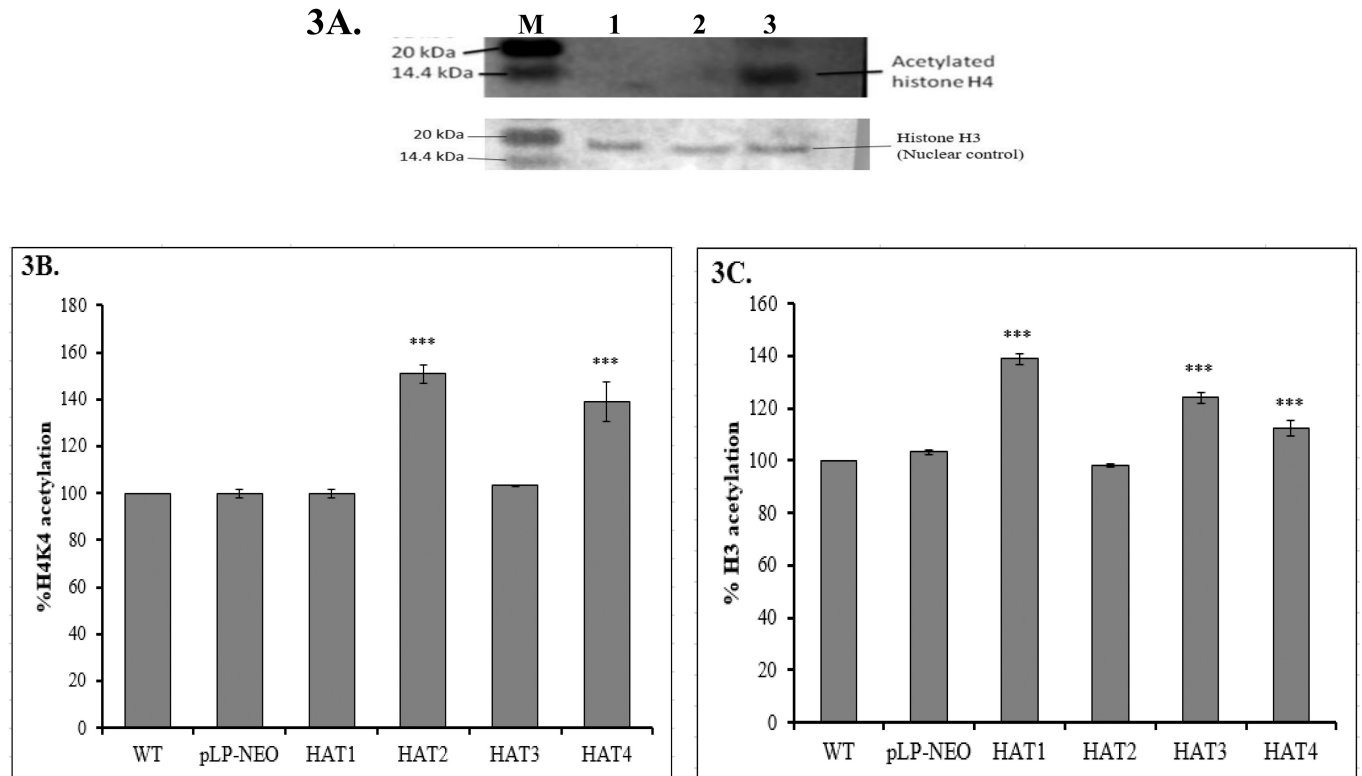 3A. M 1 2 3
20 kDa
14.4 kDa
Acetylated
histone H4
20 kDa
14.4 kDa
Histone H3
(Nuclear control)
3B.
%H4K4 acetylation
180
160
140
120
100
80
60
40
20
0
***
***
WT pLP-NEO HAT1 HAT2 HAT3 HAT4
3C.
% H3 acetylation
160
140
120
100
80
60
40
20
0
***
***
***
WT pLP-NEO HAT1 HAT2 HAT3 HAT4